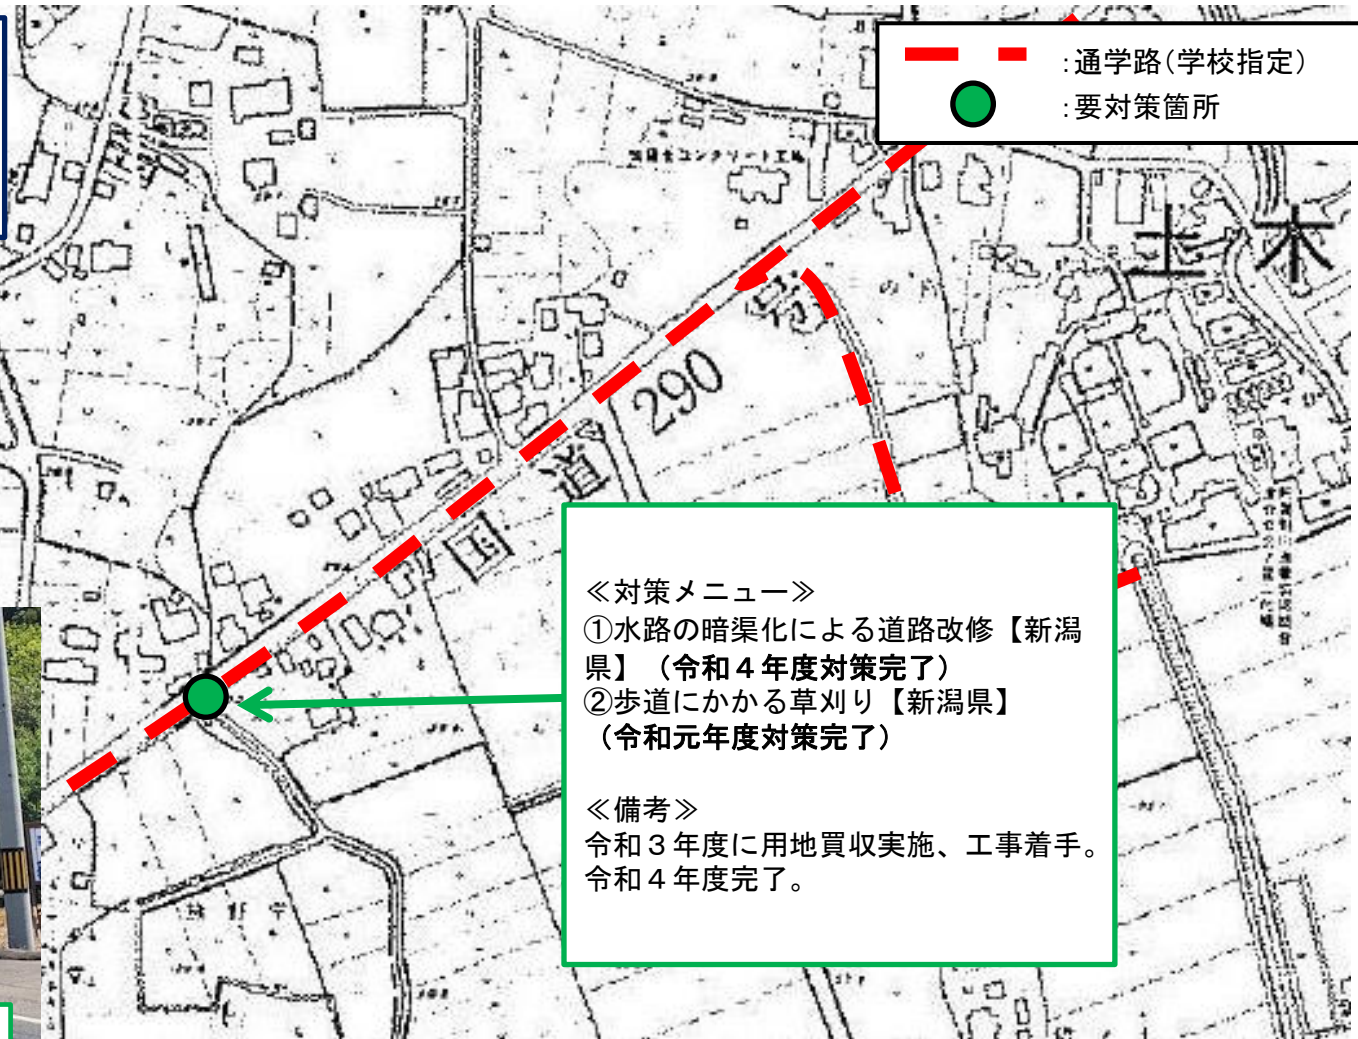 :通学路(学校指定)
:要対策箇所
土木
号
290
道
国
≪対策メニュー≫
①水路の暗渠化による道路改修【新潟
県】（令和４年度対策完了）
②歩道にかかる草刈り【新潟県】
（令和元年度対策完了）
≪備考≫
令和３年度に用地買収実施、工事着手。
令和４年度完了。